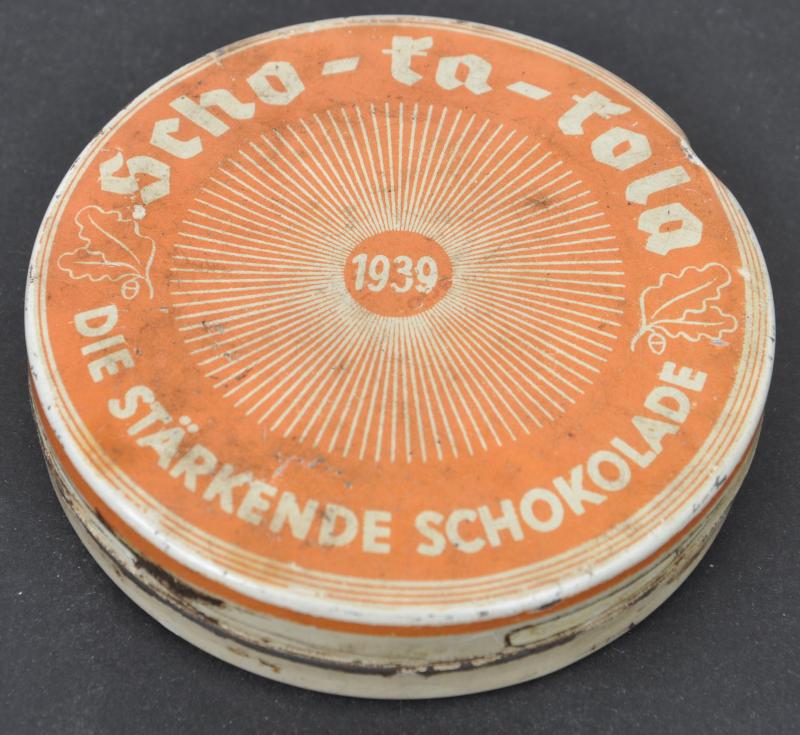 Scho-ka-kola
1939
DIE STÄRKENDE SCHOKOLADE